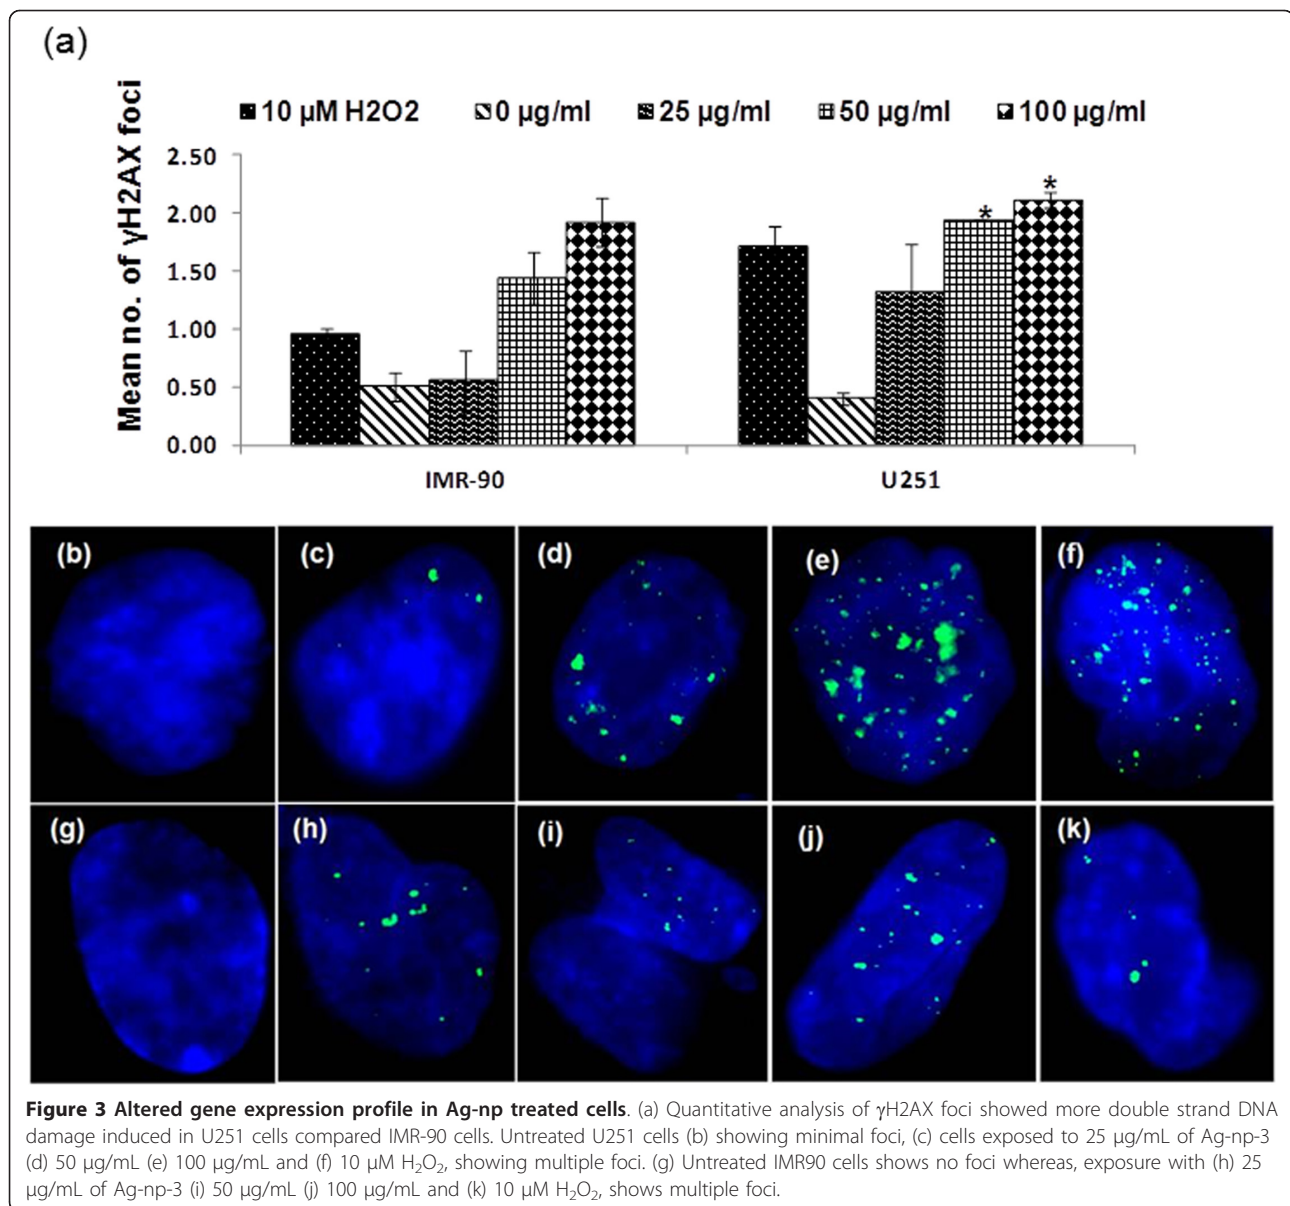 (a)
10 µM H2O2 0 µg/ml 25 µg/ml 50 µg/ml 100 µg/ml
Mean no. of γH2AX foci
2.50
2.00
1.50
1.00
0.50
0.00
* *
IMR-90 U251
(b) (c) (d) (e) (f)
(g) (h) (i) (j) (k)
Figure 3 Altered gene expression profile in Ag-np treated cells. (a) Quantitative analysis of γH2AX foci showed more double strand DNA
damage induced in U251 cells compared IMR-90 cells. Untreated U251 cells (b) showing minimal foci, (c) cells exposed to 25 μg/mL of Ag-np-3
(d) 50 μg/mL (e) 100 μg/mL and (f) 10 μM H₂O₂, showing multiple foci. (g) Untreated IMR90 cells shows no foci whereas, exposure with (h) 25
μg/mL of Ag-np-3 (i) 50 μg/mL (j) 100 μg/mL and (k) 10 μM H₂O₂, shows multiple foci.